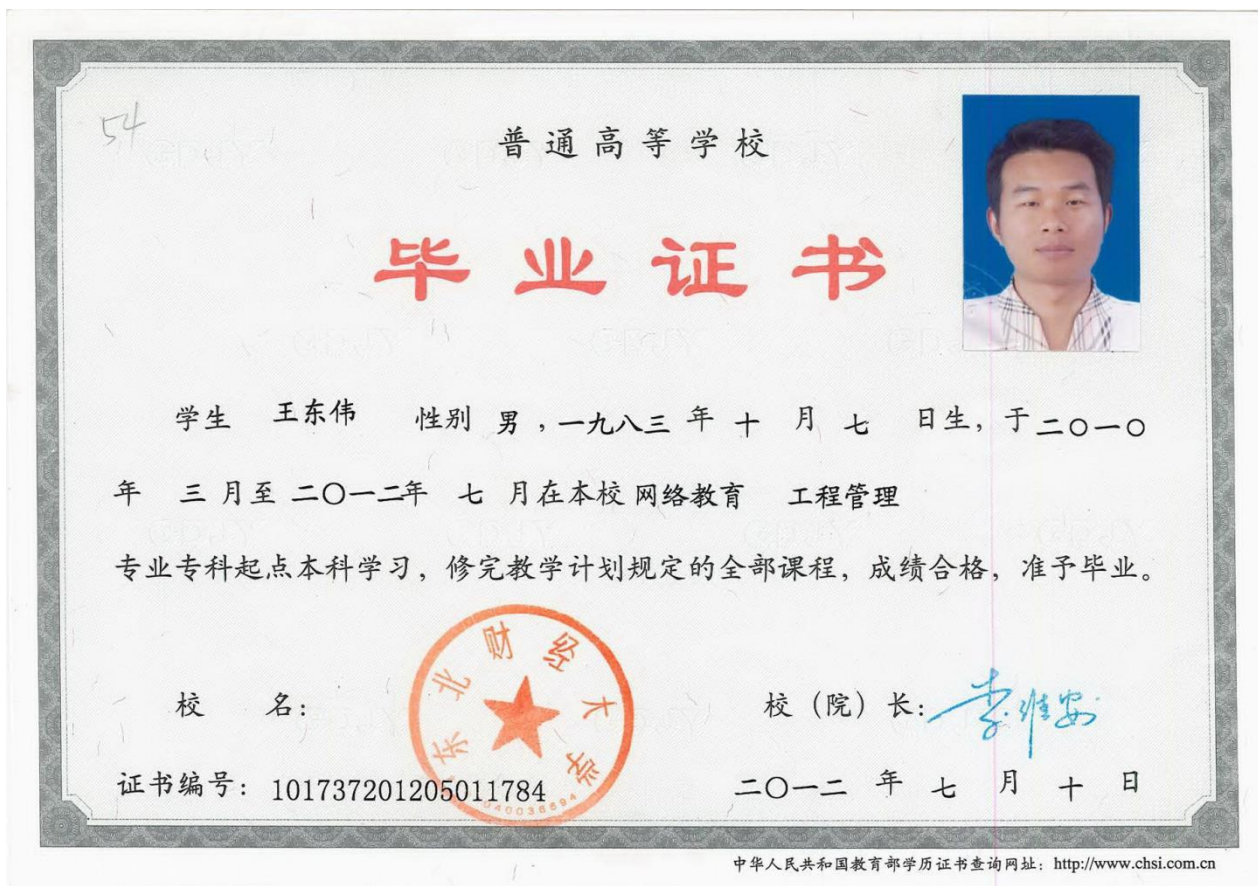 54
普通高等学校
毕业证书
学生 王东伟 性别 男,一九八三 年 十 月 七 日生,于二〇一〇
年 三 月至 二〇一二年 七 月在本校 网络教育 工程管理
专业专科起点本科学习,修完教学计划规定的全部课程,成绩合格,准予毕业。
东北财经大学
校 名:
校(院)长:李维安
证书编号:101737201205011784
二〇一二 年 七 月 十 日
中华人民共和国教育部学历证书查询网址:http://www.chsi.com.cn